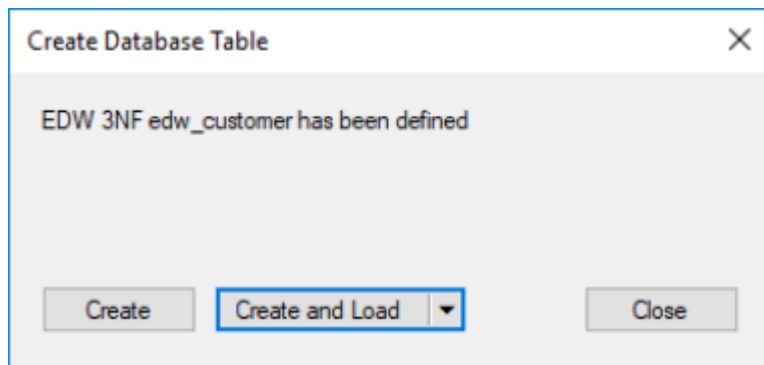 Create Database Table
EDW 3NF edw_customer has been defined
Create
Create and Load
Close